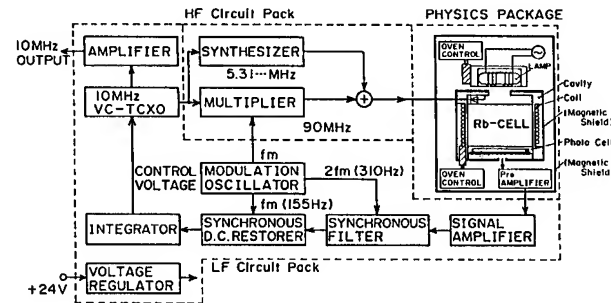 HF Circuit Pack
PHYSICS PACKAGE
10MHz
OUTPUT
AMPLIFIER
SYNTHESIZER
5.31···MHz
OVEN
CONTROL
LAMP
10MHz
VC-TCXO
MULTIPLIER
90MHz
Cavity
Coil
(Magnetic
Shield)
Rb-CELL
Photo Cell
(Magnetic
Shield)
CONTROL
VOLTAGE
fm
MODULATION
OSCILLATOR
2fm (310Hz)
fm (155Hz)
OVEN
CONTROL
Pre
AMPLIFIER
INTEGRATOR
SYNCHRONOUS
D.C.RESTORER
SYNCHRONOUS
FILTER
SIGNAL
AMPLIFIER
LF Circuit Pack
+24V
VOLTAGE
REGULATOR